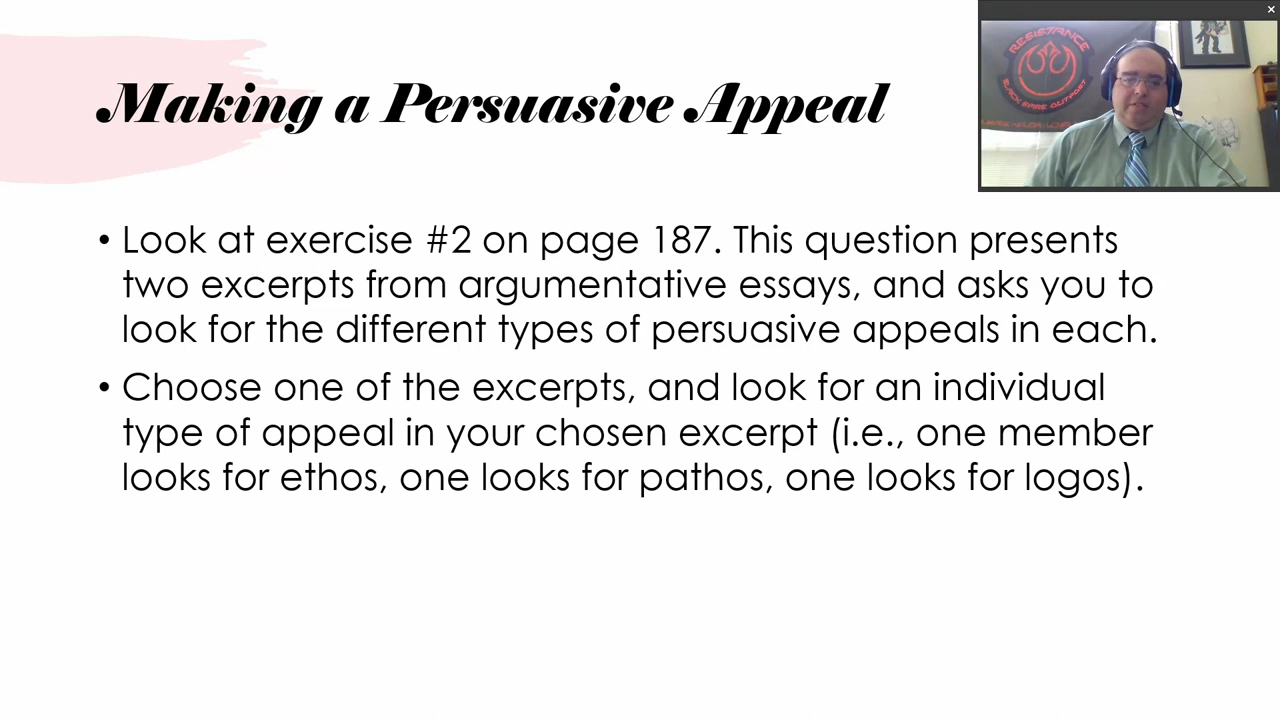 Making a Persuasive Appeal
RESISTANCE
BLACK SPIRE OUTPOST
• Look at exercise #2 on page 187. This question presents
two excerpts from argumentative essays, and asks you to
look for the different types of persuasive appeals in each.
• Choose one of the excerpts, and look for an individual
type of appeal in your chosen excerpt (i.e., one member
looks for ethos, one looks for pathos, one looks for logos).